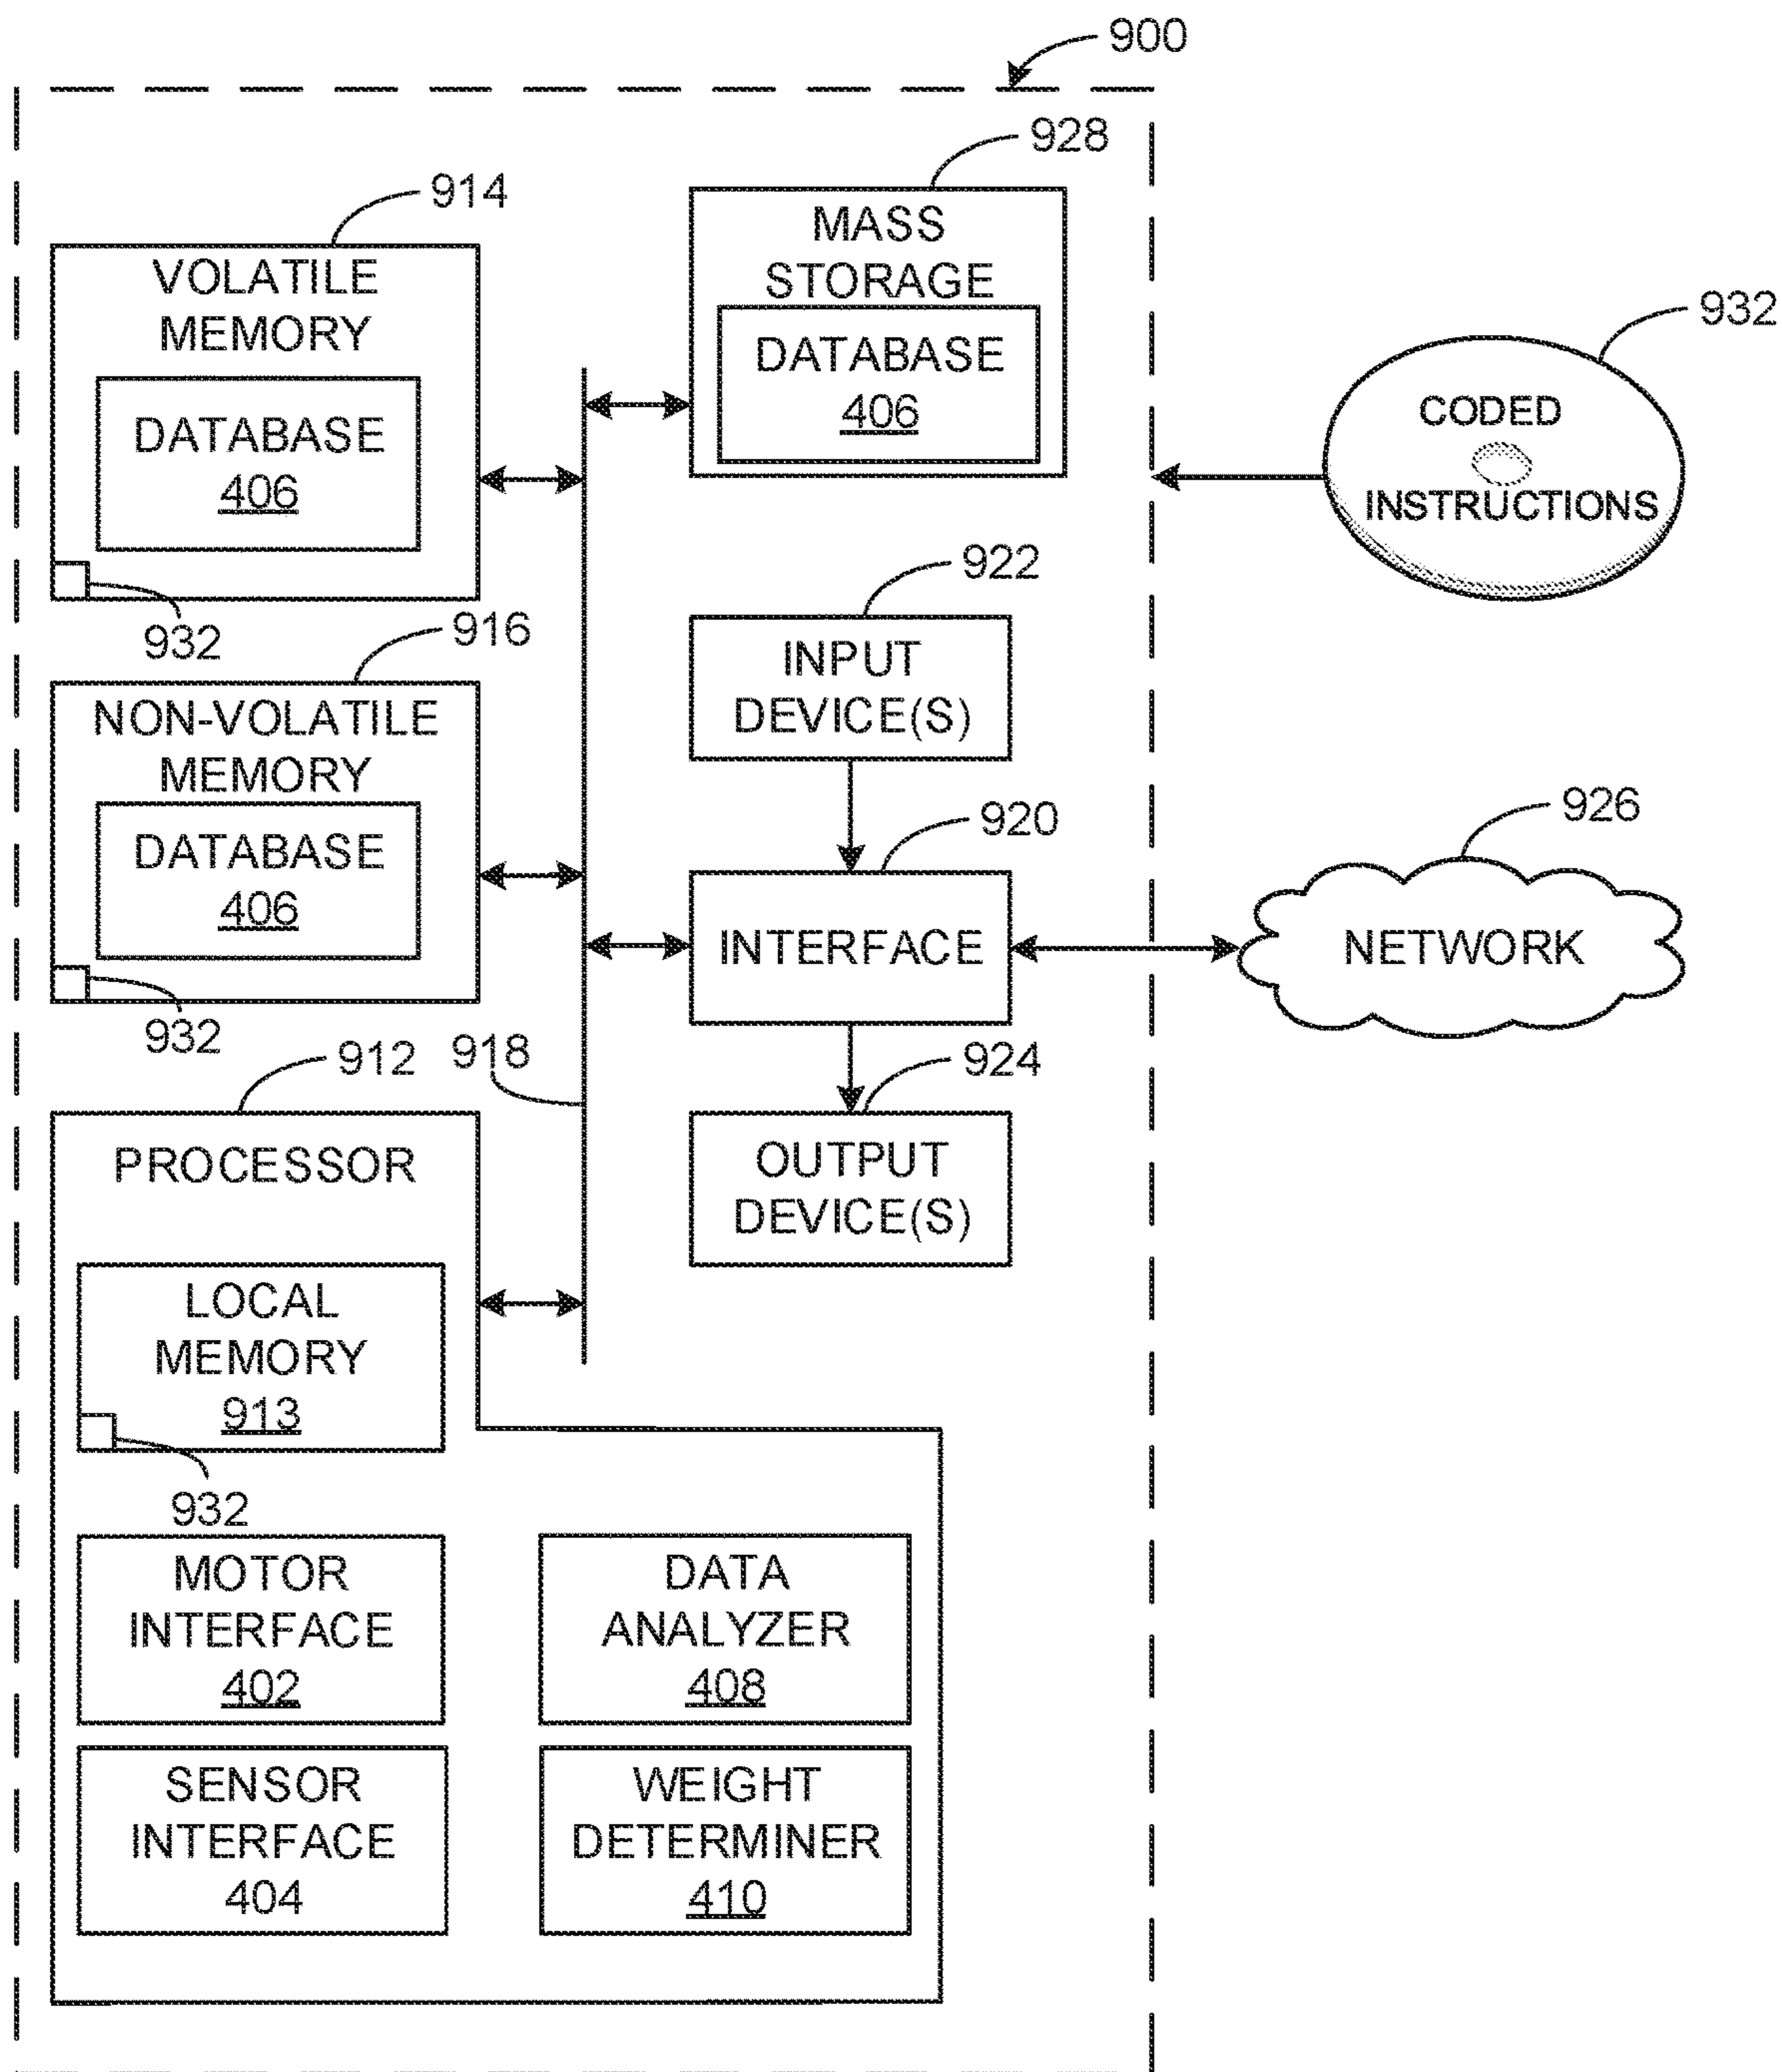 900
928
914
MASS
STORAGE
DATABASE
406
VOLATILE
MEMORY
DATABASE
406
932
932
CODED
INSTRUCTIONS
922
INPUT
DEVICE(S)
916
NON-VOLATILE
MEMORY
DATABASE
406
932
920
INTERFACE
926
NETWORK
912
918
924
OUTPUT
DEVICE(S)
PROCESSOR
LOCAL
MEMORY
913
932
MOTOR
INTERFACE
402
DATA
ANALYZER
408
SENSOR
INTERFACE
404
WEIGHT
DETERMINER
410